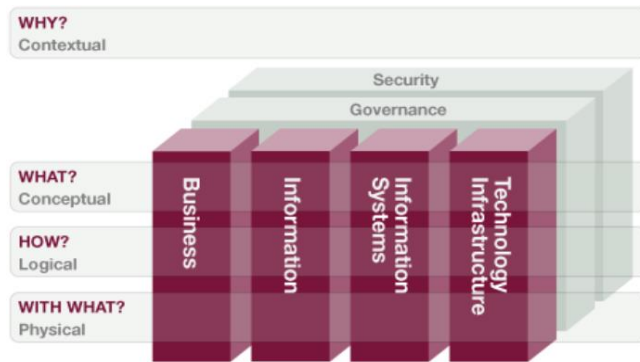 WHY?
Contextual
Security
Governance
WHAT?
Conceptual
HOW?
Logical
WITH WHAT?
Physical
Business
Information
Information
Systems
Technology
Infrastructure